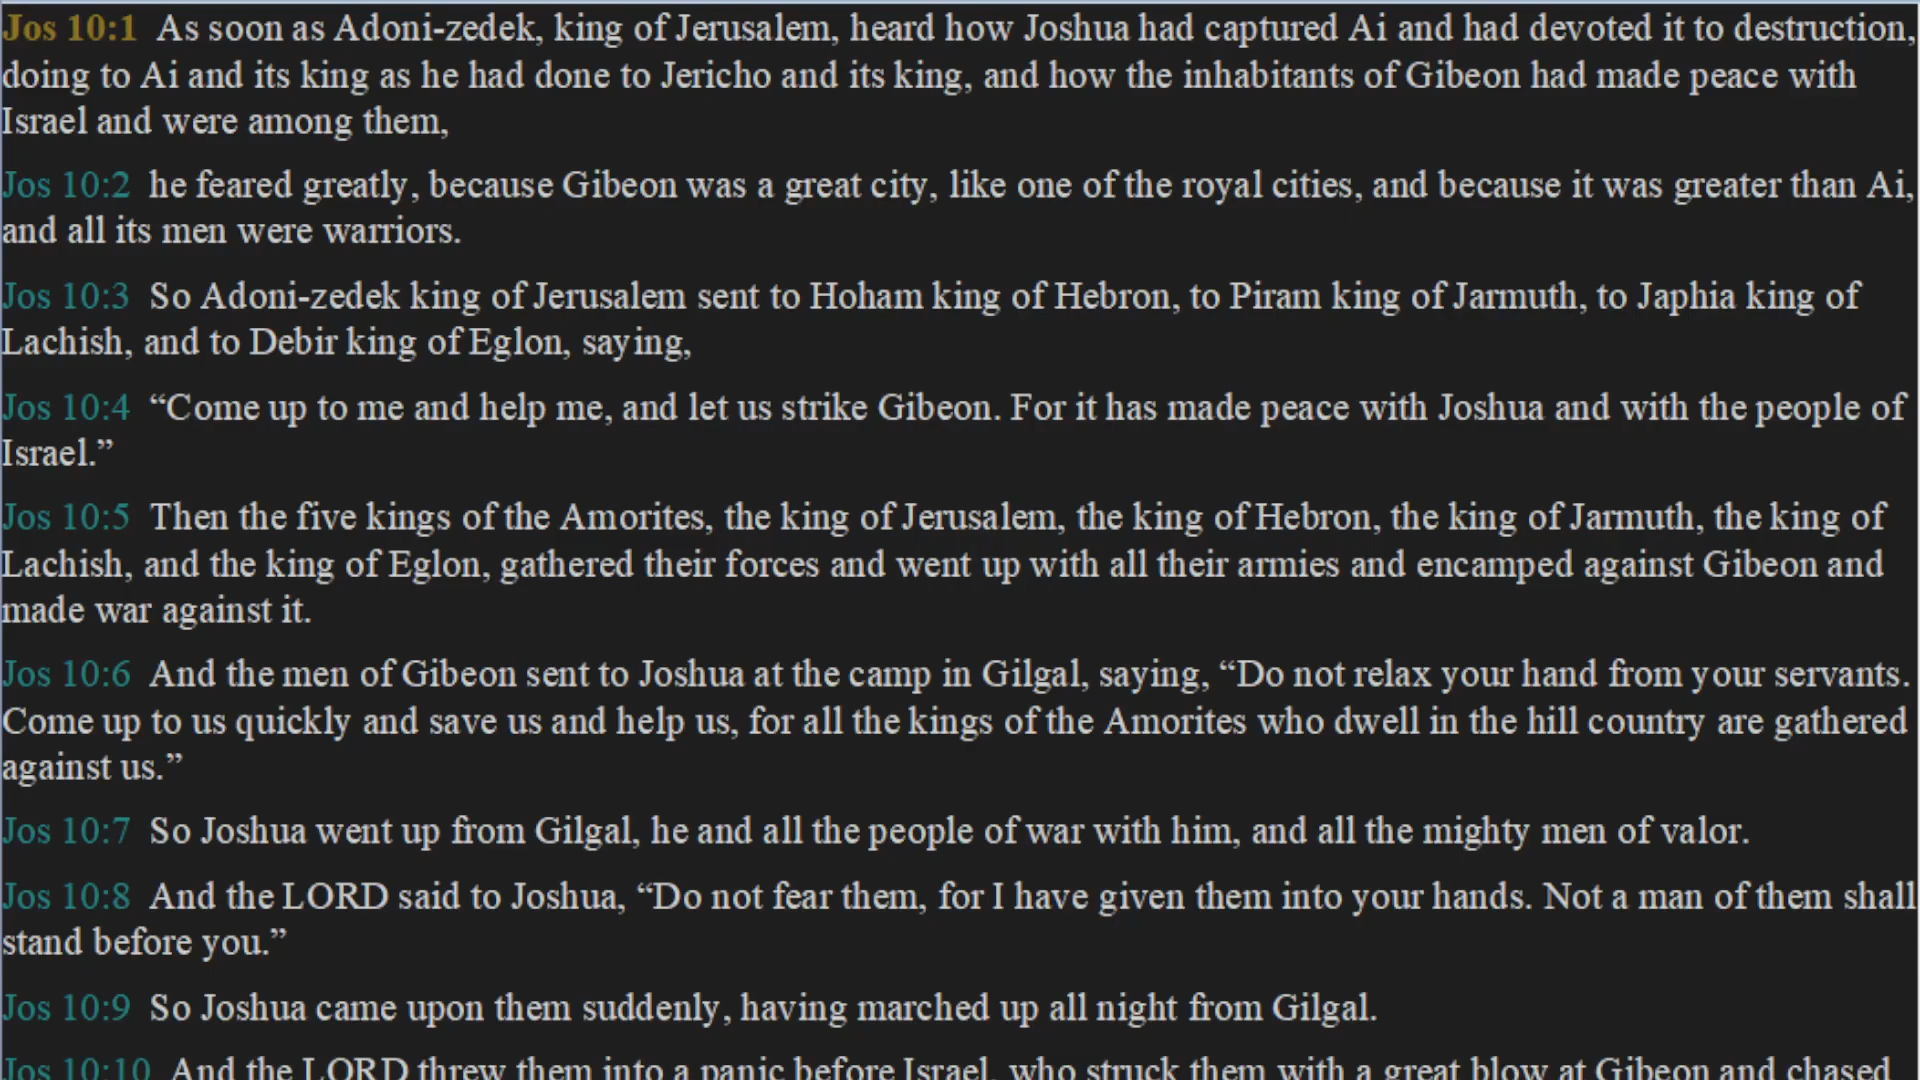 Jos 10:1 As soon as Adoni-zedek, king of Jerusalem, heard how Joshua had captured Ai and had devoted it to destruction,
doing to Ai and its king as he had done to Jericho and its king, and how the inhabitants of Gibeon had made peace with
Israel and were among them,
Jos 10:2 he feared greatly, because Gibeon was a great city, like one of the royal cities, and because it was greater than Ai,
and all its men were warriors.
Jos 10:3 So Adoni-zedek king of Jerusalem sent to Hoham king of Hebron, to Piram king of Jarmuth, to Japhia king of
Lachish, and to Debir king of Eglon, saying,
Jos 10:4 “Come up to me and help me, and let us strike Gibeon. For it has made peace with Joshua and with the people of
Israel.”
Jos 10:5 Then the five kings of the Amorites, the king of Jerusalem, the king of Hebron, the king of Jarmuth, the king of
Lachish, and the king of Eglon, gathered their forces and went up with all their armies and encamped against Gibeon and
made war against it.
Jos 10:6 And the men of Gibeon sent to Joshua at the camp in Gilgal, saying, “Do not relax your hand from your servants.
Come up to us quickly and save us and help us, for all the kings of the Amorites who dwell in the hill country are gathered
against us.”
Jos 10:7 So Joshua went up from Gilgal, he and all the people of war with him, and all the mighty men of valor.
Jos 10:8 And the LORD said to Joshua, “Do not fear them, for I have given them into your hands. Not a man of them shall
stand before you.”
Jos 10:9 So Joshua came upon them suddenly, having marched up all night from Gilgal.
Jos 10:10 And the LORD threw them into a panic before Israel, who struck them with a great blow at Gibeon and chased